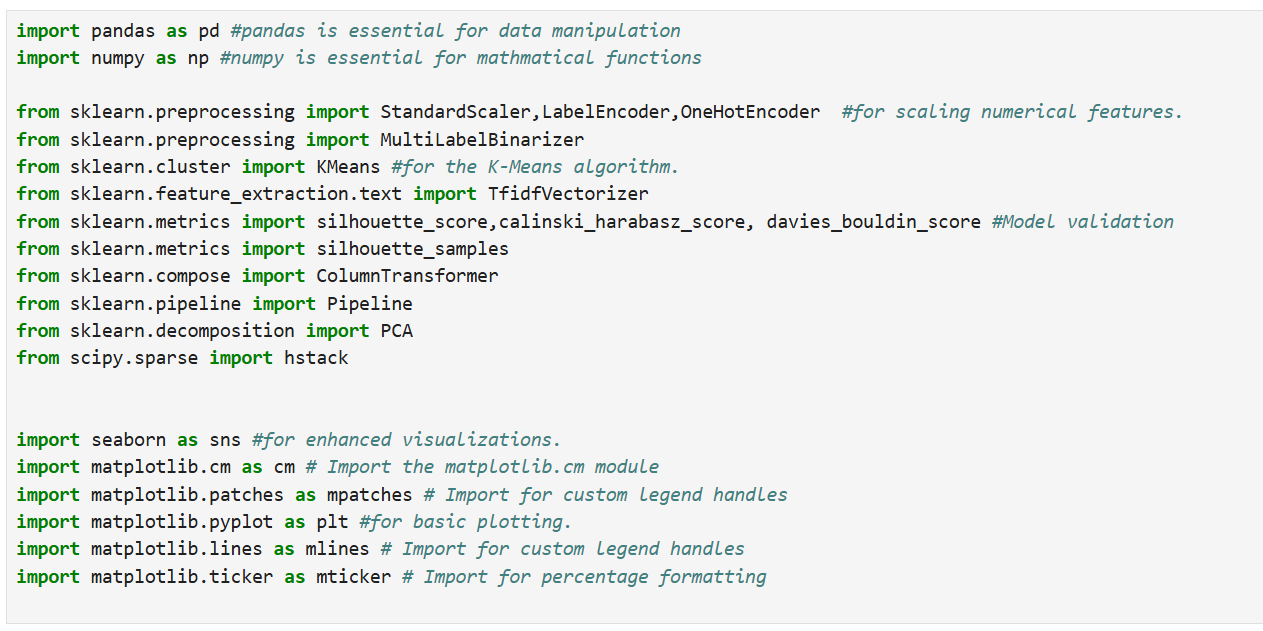 import pandas as pd #pandas is essential for data manipulation
import numpy as np #numpy is essential for mathmatical functions
from sklearn.preprocessing import StandardScaler,LabelEncoder,OneHotEncoder  #for scaling numerical features.
from sklearn.preprocessing import MultiLabelBinarizer
from sklearn.cluster import KMeans #for the K-Means algorithm.
from sklearn.feature_extraction.text import TfidfVectorizer
from sklearn.metrics import silhouette_score,calinski_harabasz_score, davies_bouldin_score #Model validation
from sklearn.metrics import silhouette_samples
from sklearn.compose import ColumnTransformer
from sklearn.pipeline import Pipeline
from sklearn.decomposition import PCA
from scipy.sparse import hstack
import seaborn as sns #for enhanced visualizations.
import matplotlib.cm as cm # Import the matplotlib.cm module
import matplotlib.patches as mpatches # Import for custom legend handles
import matplotlib.pyplot as plt #for basic plotting.
import matplotlib.lines as mlines # Import for custom legend handles
import matplotlib.ticker as mticker # Import for percentage formatting